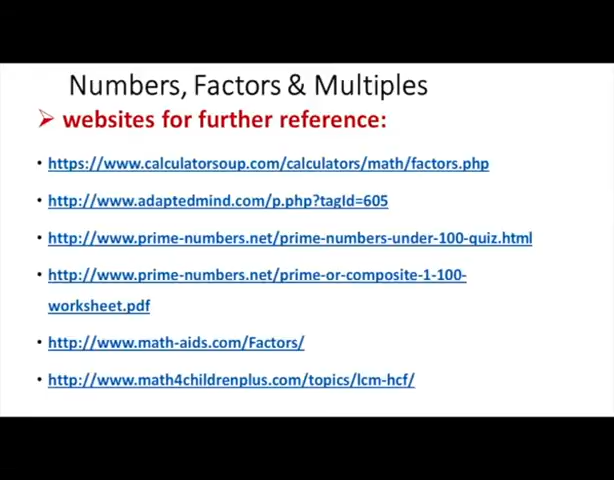 Numbers, Factors & Multiples
➢ websites for further reference:
• https://www.calculatorsoup.com/calculators/math/factors.php
• http://www.adaptedmind.com/p.php?tagId=605
• http://www.prime-numbers.net/prime-numbers-under-100-quiz.html
• http://www.prime-numbers.net/prime-or-composite-1-100-
worksheet.pdf
• http://www.math-aids.com/Factors/
• http://www.math4childrenplus.com/topics/lcm-hcf/